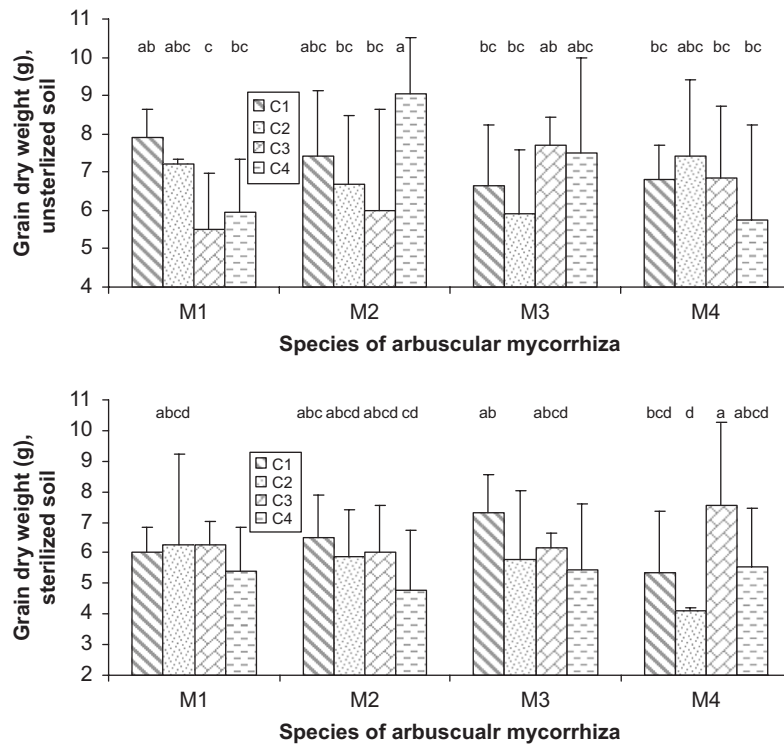 Grain dry weight (g),
unsterlized soil
11
10
9
8
7
6
5
4
ab abc c bc abc bc bc a bc bc ab abc bc abc bc bc
C1
C2
C3
C4
M1 M2 M3 M4
Species of arbuscular mycorrhiza
Grain dry weight (g),
sterilized soil
11
10
9
8
7
6
5
4
3
2
abcd abc abcd abcd cd ab abcd bcd d a abcd
C1
C2
C3
C4
M1 M2 M3 M4
Species of arbuscualr mycorrhiza